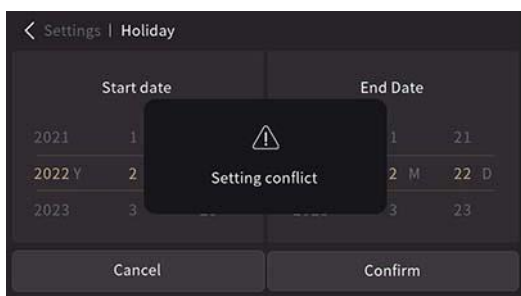 Settings | Holiday
Start date End Date
2021 1 1 21
Setting conflict
2022 Y 2 2 M 22 D
2023 3 3 23
Cancel Confirm